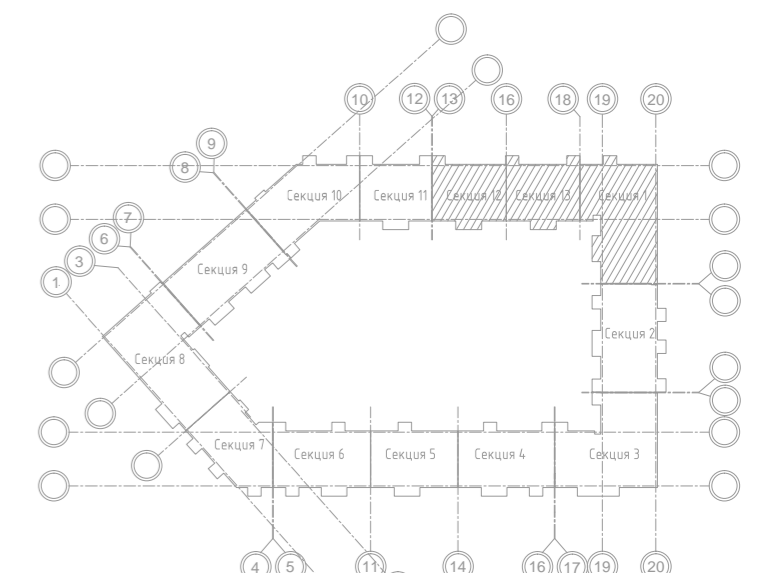 10
12
13
16
18
19
20
9
8
Секция 10
Секция 11
Секция 12
Секция 13
Секция 1
7
6
3
1
Секция 9
Секция 2
Секция 8
Секция 7
Секция 6
Секция 5
Секция 4
Секция 3
4
5
11
14
16
17
19
20